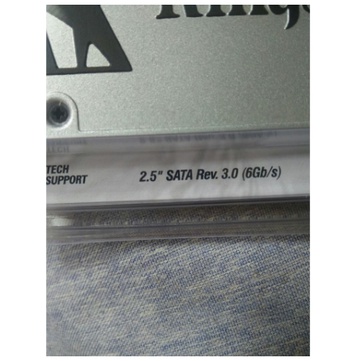 TECH
SUPPORT
2.5" SATA Rev. 3.0 (6Gb/s)